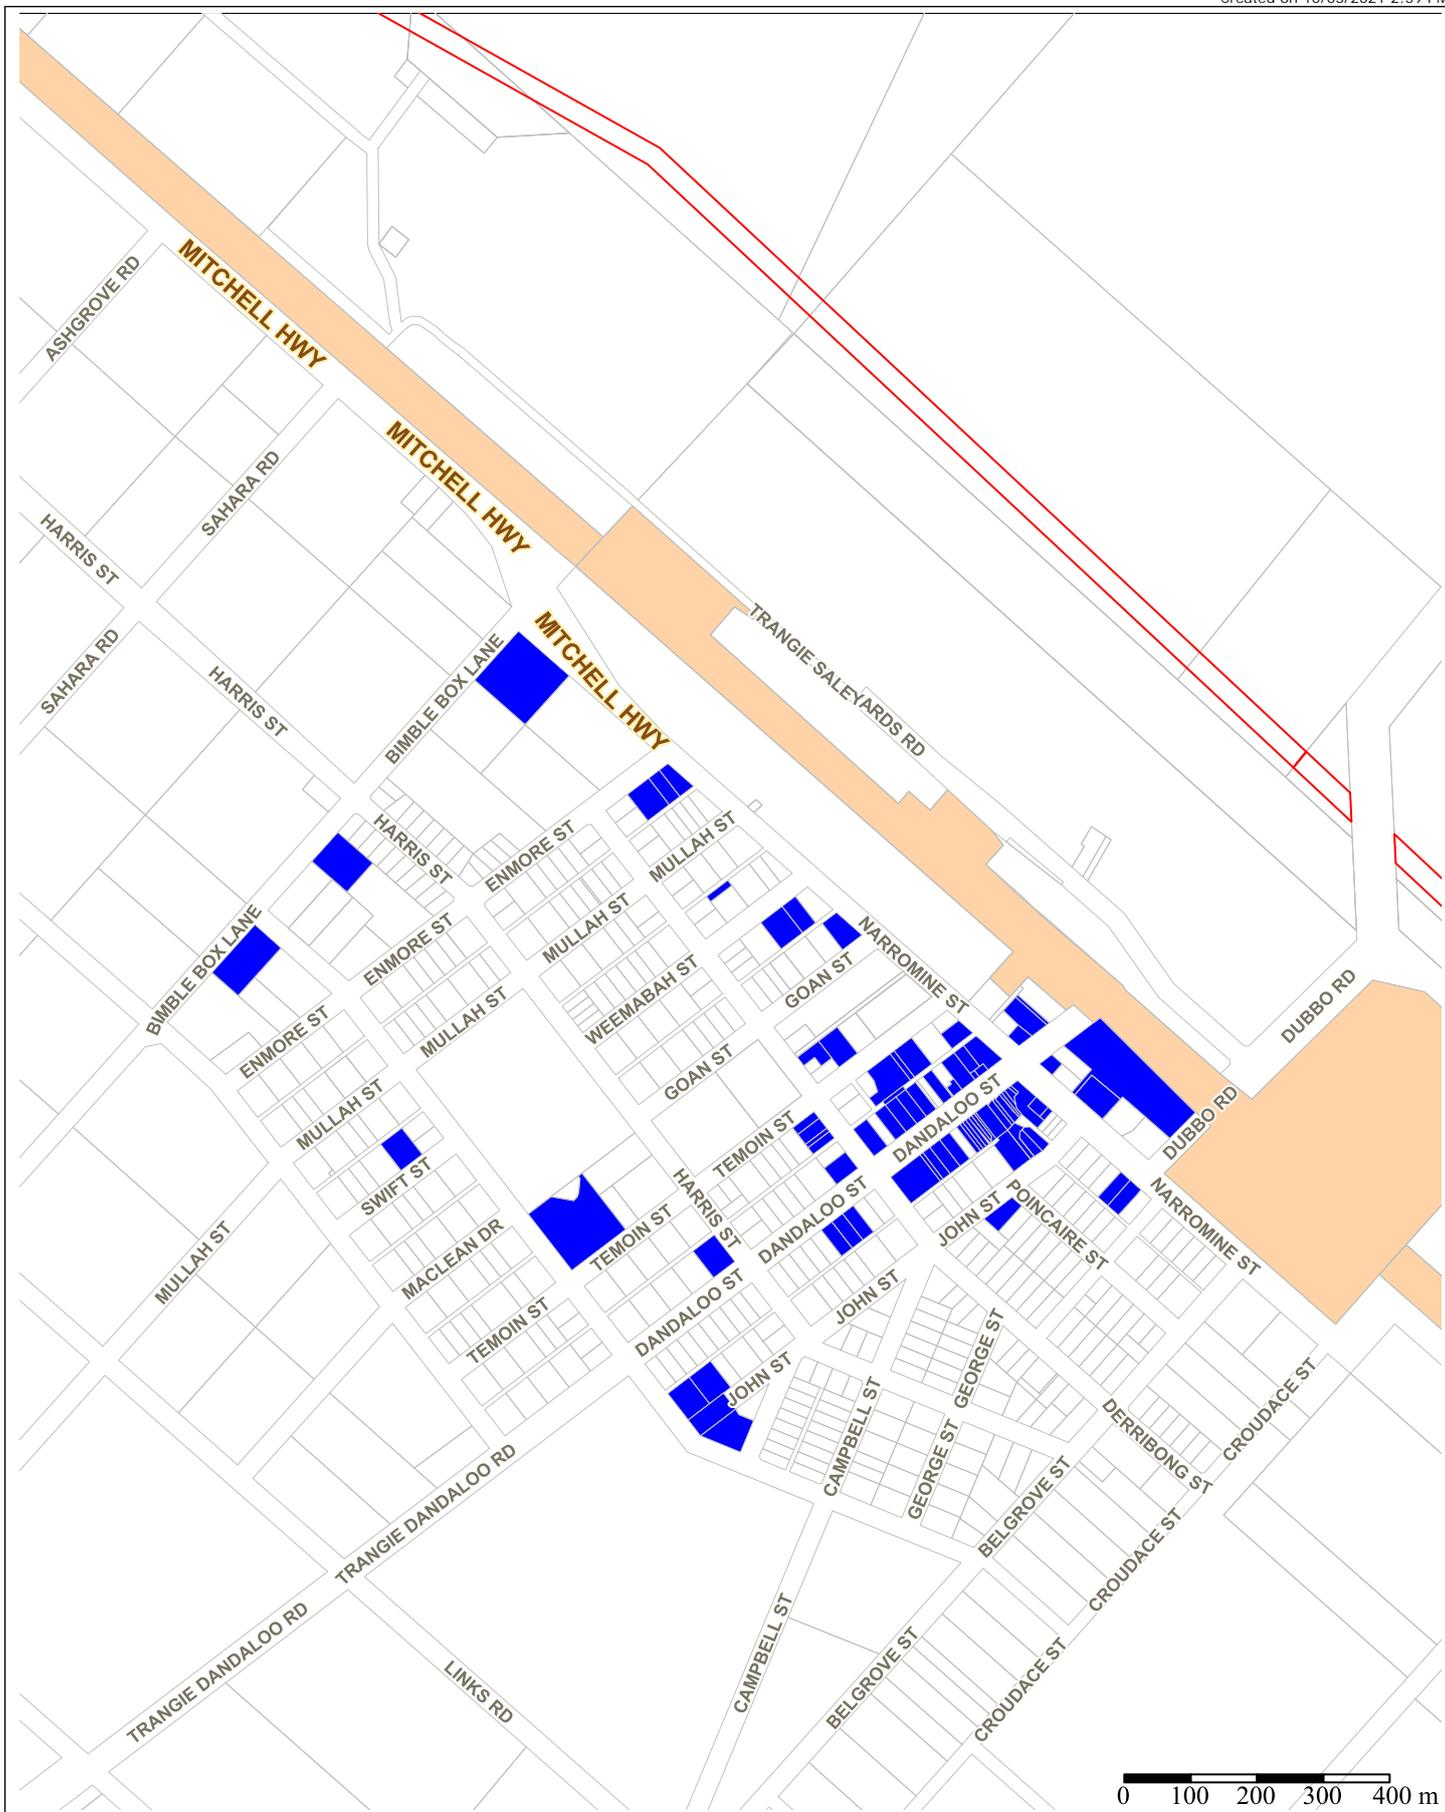 MITCHELL HWY
ASHGROVE RD
MITCHELL HWY
SAHARA RD
HARRIS ST
TRANGIE SALEYARDS RD
MITCHELL HWY
SAHARA RD
HARRIS ST
BIMBLE BOX LANE
HARRIS ST
ENMORE ST
MULLAH ST
MULLAH ST
NARROMINE ST
BIMBLE BOX LANE
ENMORE ST
WEEMABAH ST
GOAN ST
DUBBO RD
ENMORE ST
MULLAH ST
GOAN ST
MULLAH ST
TEMOIN ST
DANDALOO ST
DUBBO RD
SWIFT ST
HARRIS ST
DANDALOO ST
JOHN ST
POINCAIRE ST
NARROMINE ST
MULLAH ST
MACLEAN DR
TEMOIN ST
DANDALOO ST
JOHN ST
TEMOIN ST
JOHN ST
GEORGE ST
CAMPBELL ST
GEORGE ST
DERRIBONG ST
CROUDACE ST
BELGROVE ST
TRANGIE DANDALOO RD
CROUDACE ST
TRANGIE DANDALOO RD
LINKS RD
CAMPBELL ST
BELGROVE ST
CROUDACE ST
0 100 200 300 400 m